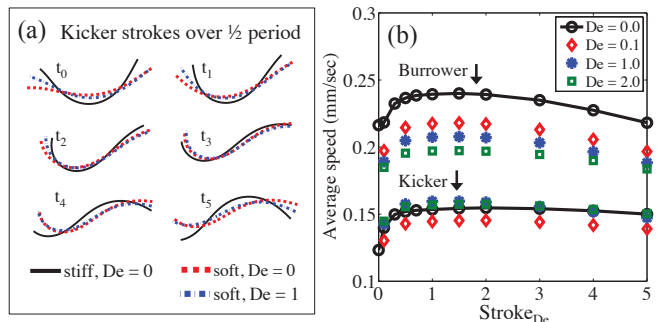 (a) Kicker strokes over ½ period
t0 t1
t2 t3
t4 t5
stiff, De = 0 soft, De = 0
soft, De = 1
(b)
De = 0.0
De = 0.1
De = 1.0
De = 2.0
Burrower
Kicker
Average speed (mm/sec)
0.3
0.25
0.2
0.15
0.1
0 1 2 3 4 5
StrokeDe